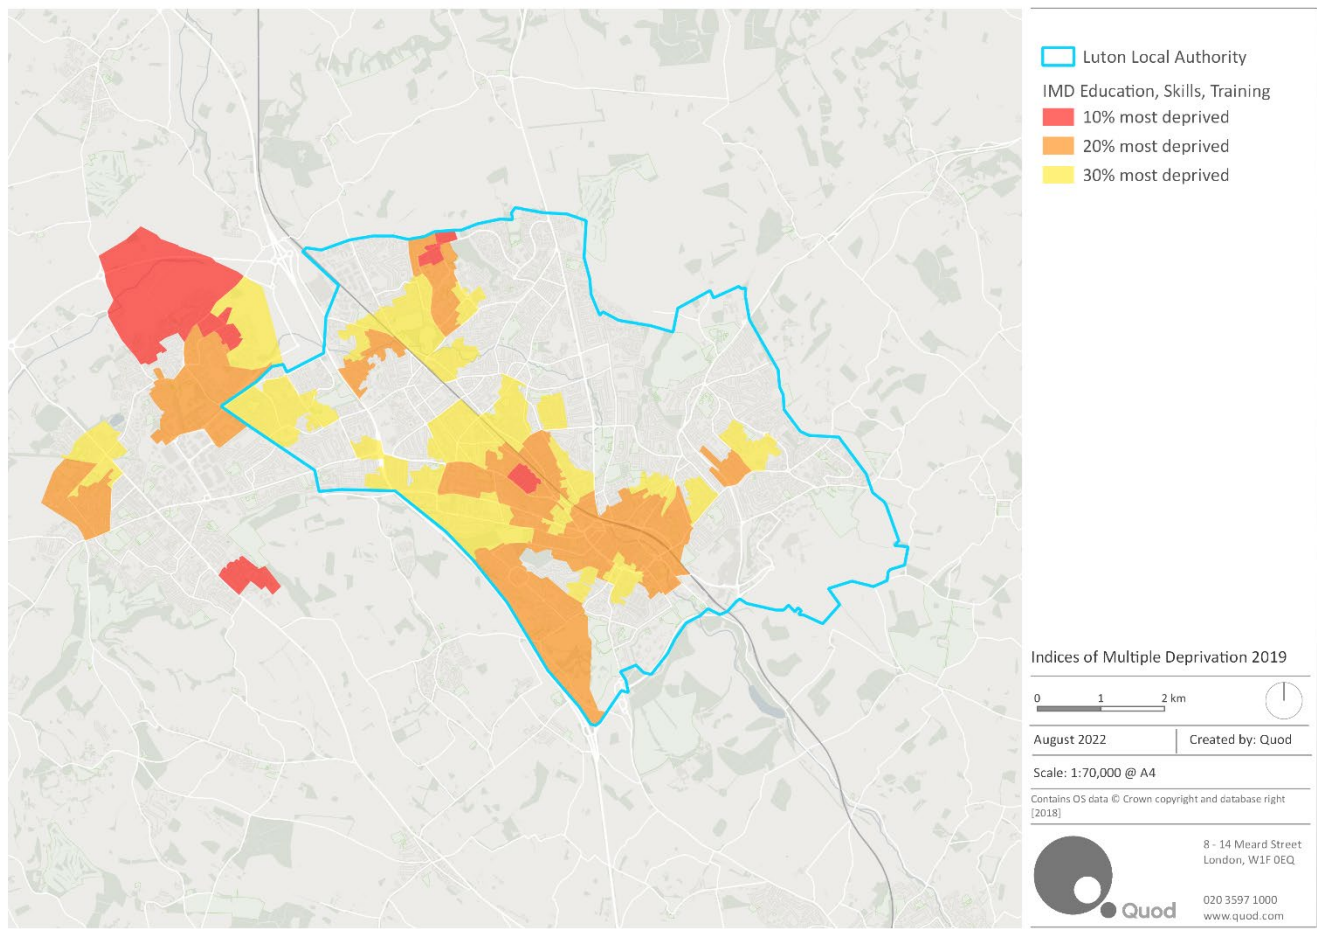 Luton Local Authority
IMD Education, Skills, Training
10% most deprived
20% most deprived
30% most deprived
Indices of Multiple Deprivation 2019
0 1 2 km
August 2022
Created by: Quod
Scale: 1:70,000 @ A4
Contains OS data © Crown copyright and database right
[2018]
8 - 14 Meard Street
London, W1F 0EQ
020 3597 1000
www.quod.com
Quod